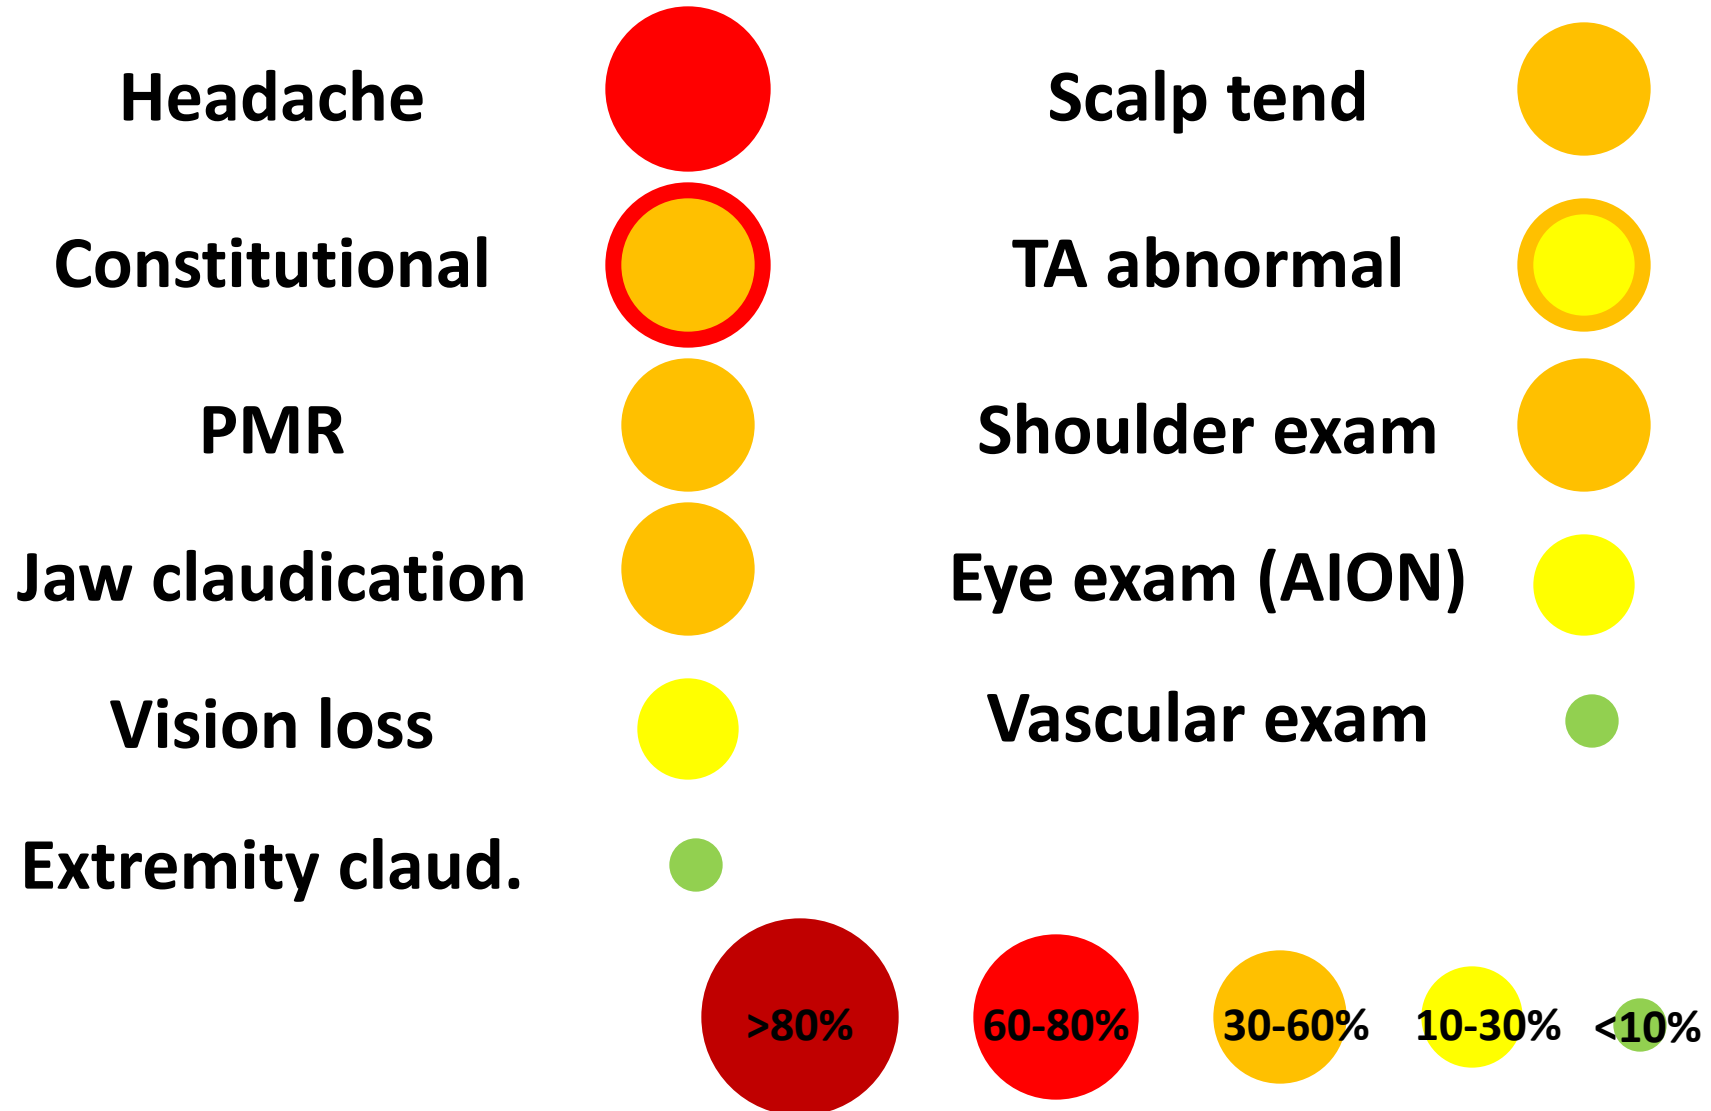 Headache
Scalp tend
Constitutional
TA abnormal
PMR
Shoulder exam
Jaw claudication
Eye exam (AION)
Vision loss
Vascular exam
Extremity claud.
>80%
60-80%
30-60%
10-30%
<10%